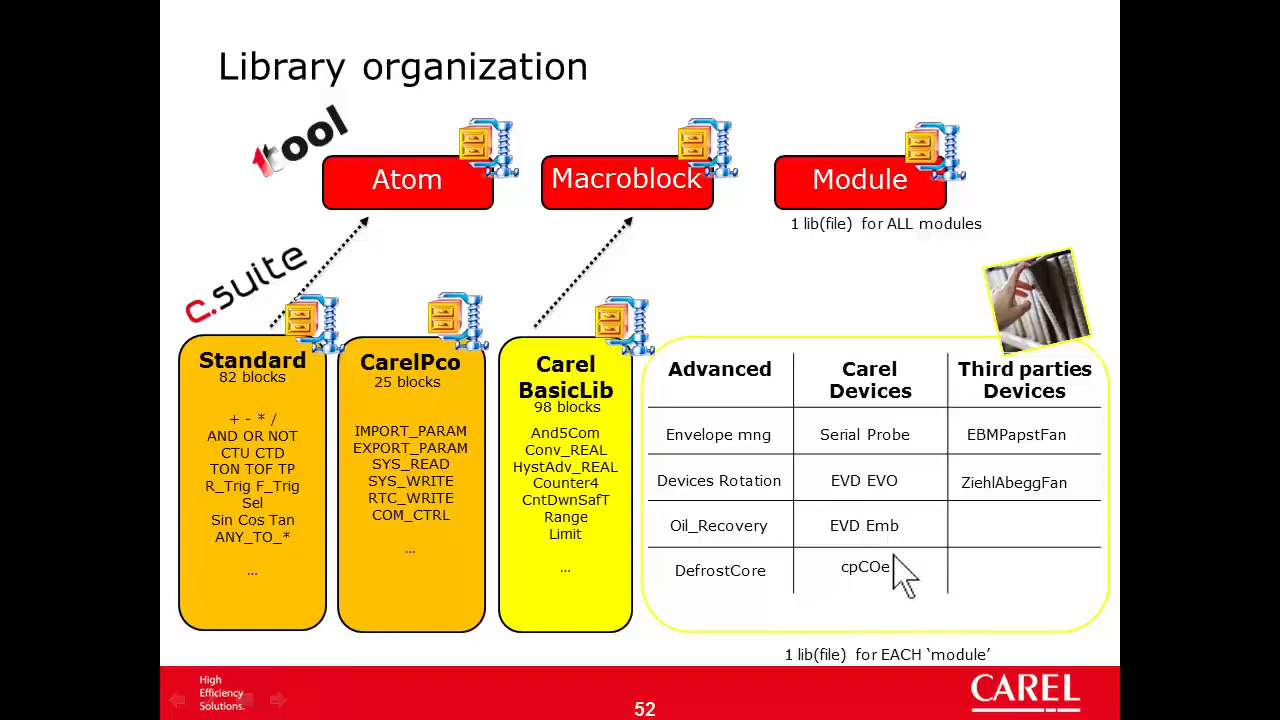 Library organization
1tool
Atom
Macroblock
Module
1 lib(file) for ALL modules
c.suite
Standard
82 blocks
+ - * /
AND OR NOT
CTU CTD
TON TOF TP
R_Trig F_Trig
Sel
Sin Cos Tan
ANY_TO_*
...
CarelPco
25 blocks
IMPORT_PARAM
EXPORT_PARAM
SYS_READ
SYS_WRITE
RTC_WRITE
COM_CTRL
...
Carel
BasicLib
98 blocks
And5Com
Conv_REAL
HystAdv_REAL
Counter4
CntDwnSafT
Range
Limit
...
Advanced
Carel
Devices
Third parties
Devices
Envelope mng
Serial Probe
EBMPapstFan
Devices Rotation
EVD EVO
ZiehlAbeggFan
Oil_Recovery
EVD Emb
DefrostCore
cpCOe
1 lib(file) for EACH ‘module’
High
Efficiency
Solutions.
52
CAREL